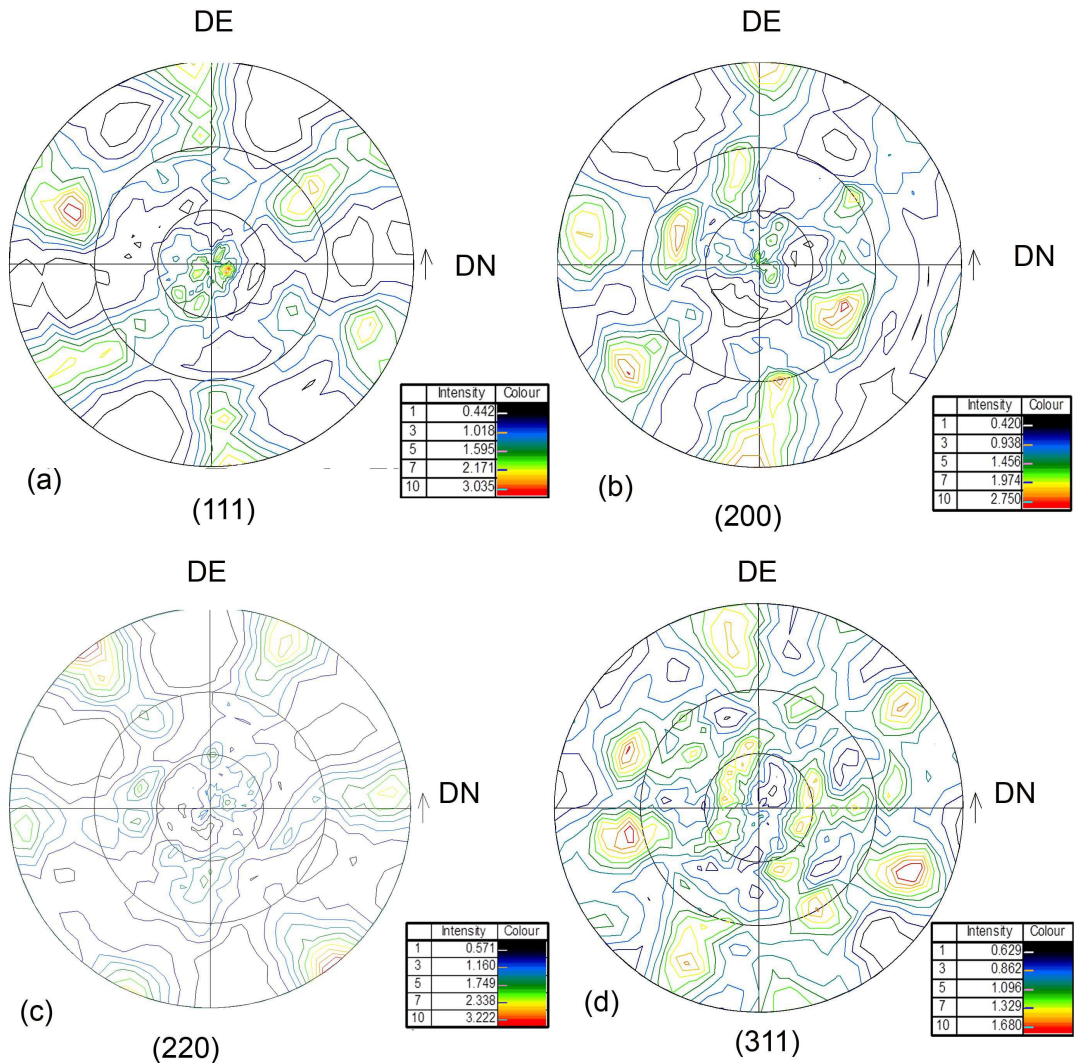 DE
DE
DN
DN
Intensity Colour
1 0.442
3 1.018
5 1.595
7 2.171
10 3.035
Intensity Colour
1 0.420
3 0.938
5 1.456
7 1.974
10 2.750
(a)
(111)
(b)
(200)
DE
DE
DN
DN
Intensity Colour
1 0.571
3 1.160
5 1.749
7 2.338
10 3.222
Intensity Colour
1 0.629
3 0.862
5 1.096
7 1.329
10 1.680
(c)
(220)
(d)
(311)